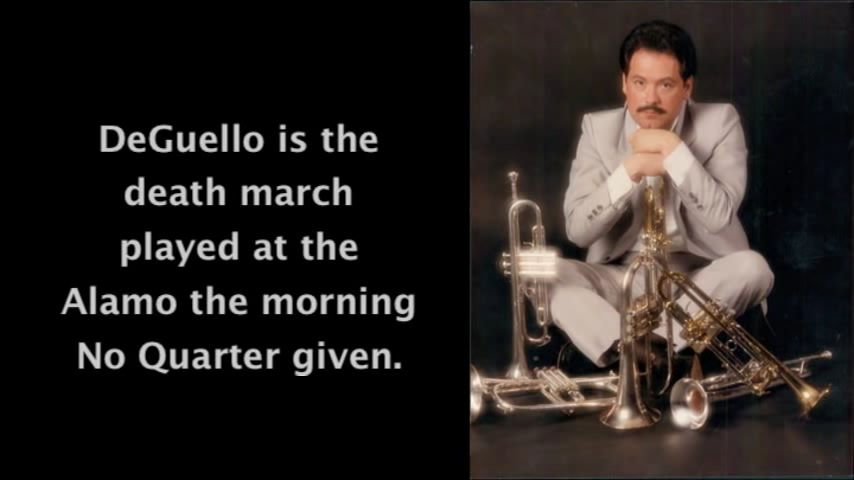 DeGuello is the
death march
played at the
Alamo the morning
No Quarter given.